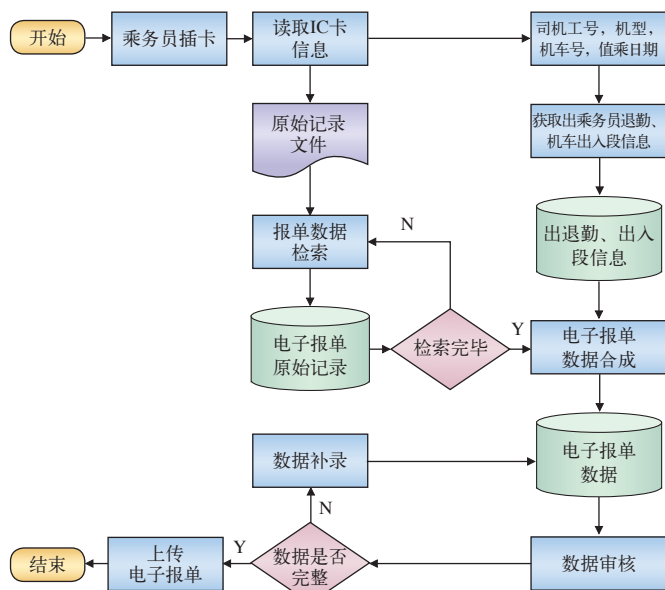 开始
乘务员插卡
读取IC卡
信息
司机工号，机型，
机车号，值乘日期
原始记录
文件
获取出乘务员退勤、
机车出入段信息
报单数据
检索
N
出退勤、出入
段信息
电子报单
原始记录
检索完毕
Y
电子报单
数据合成
数据补录
电子报单
数据
N
结束
上传
电子报单
Y
数据是否
完整
数据审核